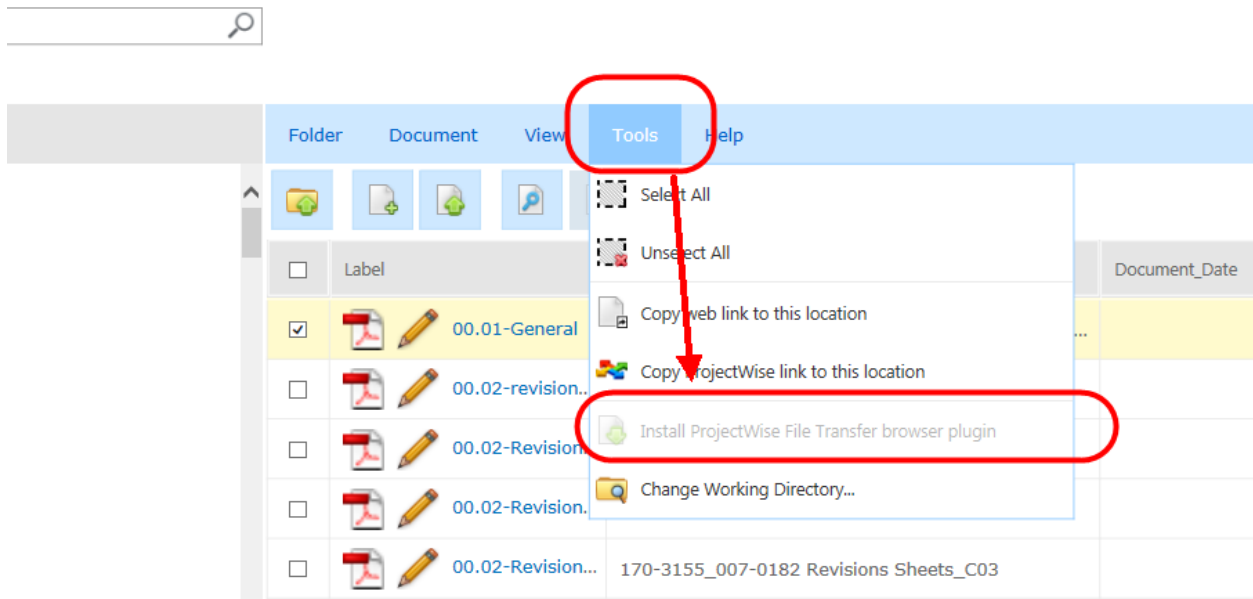 Folder Document View Tools Help
Select All
Unselect All
Label Document_Date
Copy web link to this location
00.01-General ...
Copy ProjectWise link to this location
00.02-revision...
Install ProjectWise File Transfer browser plugin
00.02-Revision
Change Working Directory...
00.02-Revision.
00.02-Revision... 170-3155_007-0182 Revisions Sheets_C03